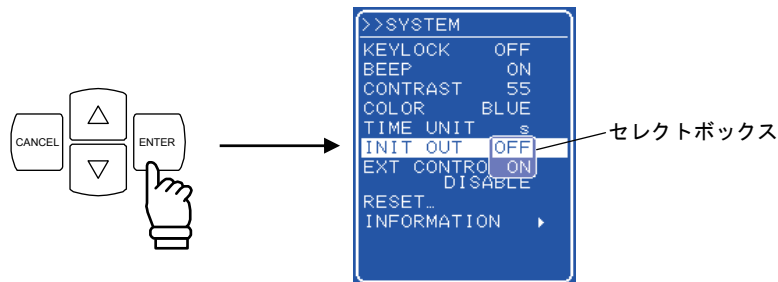 CANCEL
ENTER
>>SYSTEM
KEYLOCK OFF
BEEP ON
CONTRAST 55
COLOR BLUE
TIME UNIT s
INIT OUT OFF
EXT CONTRO ON
DISABLE
RESET…
INFORMATION
セレクトボックス